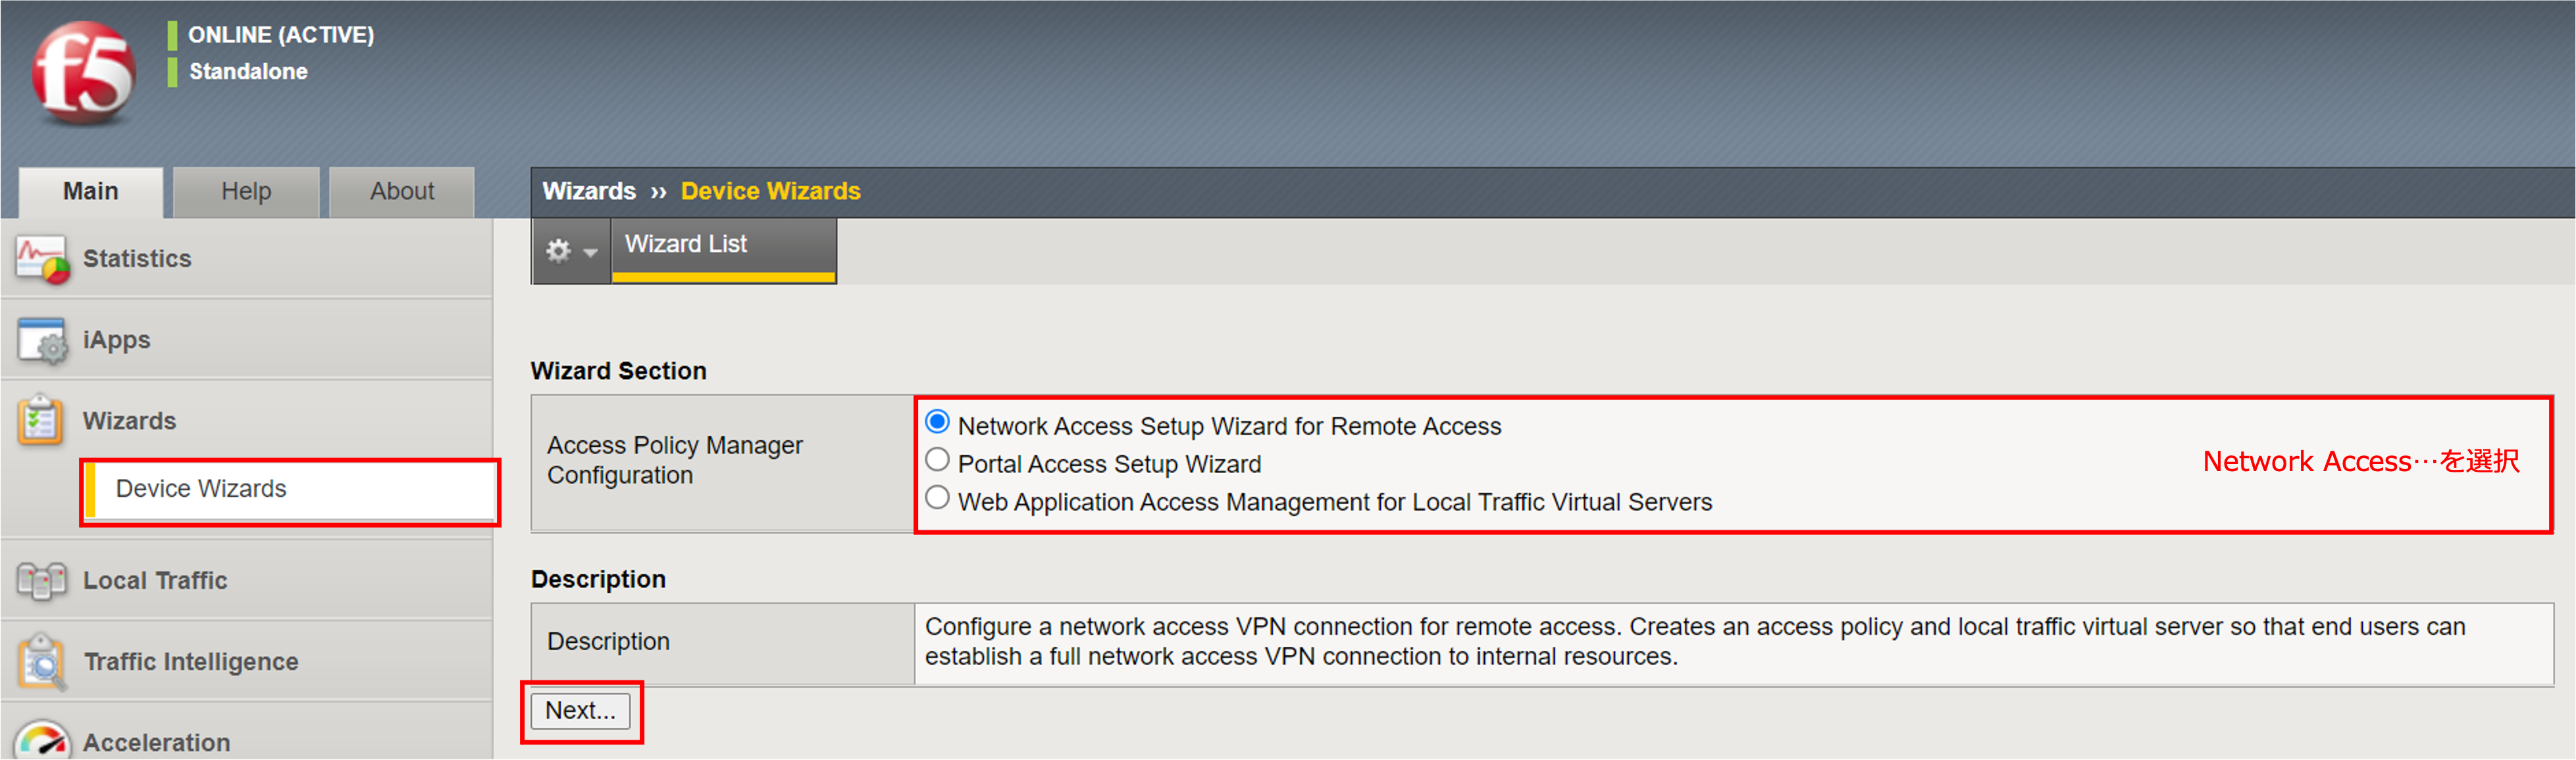 f5
ONLINE (ACTIVE)
Standalone
Main
Help
About
Wizards ›› Device Wizards
Wizard List
Statistics
iApps
Wizards
Device Wizards
Local Traffic
Traffic Intelligence
Acceleration
Wizard Section
Access Policy Manager
Configuration
Network Access Setup Wizard for Remote Access
Portal Access Setup Wizard
Web Application Access Management for Local Traffic Virtual Servers
Network Access…を選択
Description
Description
Configure a network access VPN connection for remote access. Creates an access policy and local traffic virtual server so that end users can
establish a full network access VPN connection to internal resources.
Next...